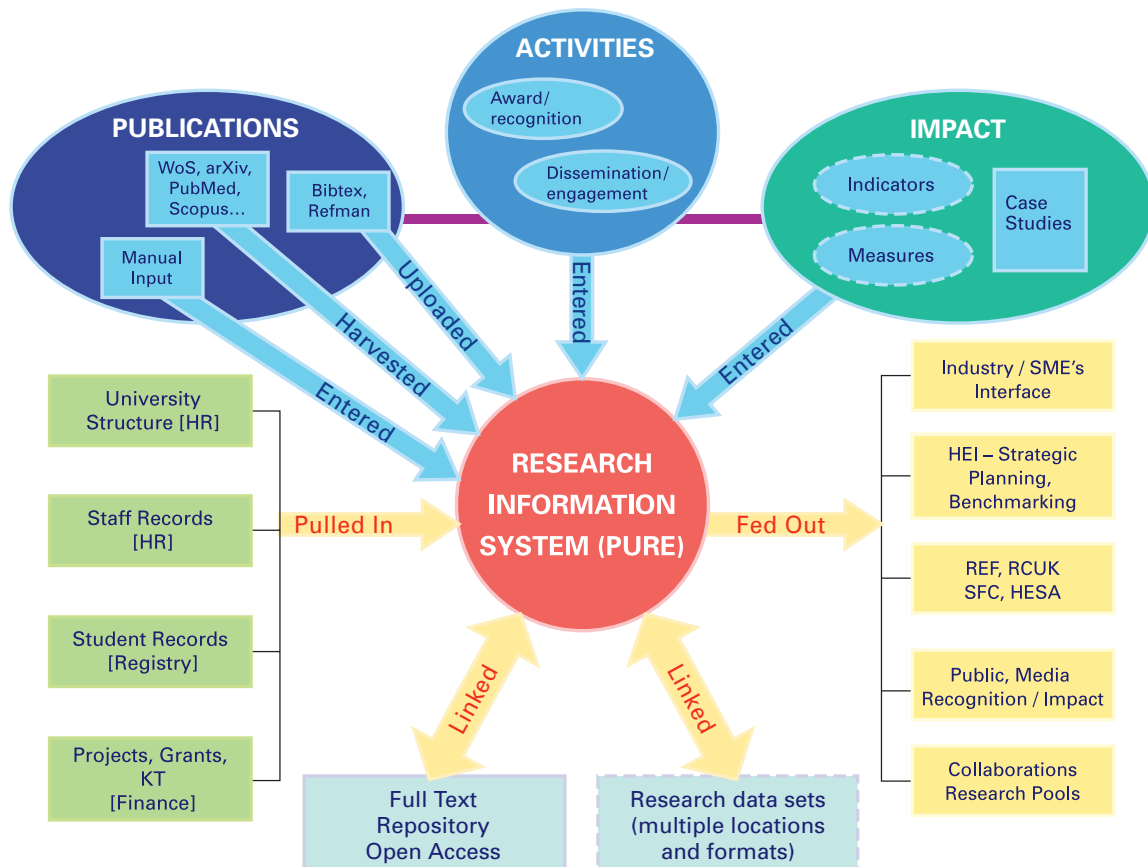 ACTIVITIES
Award/
recognition
Dissemination/
engagement
PUBLICATIONS
WoS, arXiv,
PubMed,
Scopus...
Bibtex,
Refman
Manual
Input
IMPACT
Indicators
Measures
Case
Studies
Uploaded
Harvested
Entered
Entered
Entered
University
Structure [HR]
Staff Records
[HR]
Student Records
[Registry]
Projects, Grants,
KT
[Finance]
Pulled In
RESEARCH
INFORMATION
SYSTEM (PURE)
Fed Out
Industry / SME's
Interface
HEI – Strategic
Planning,
Benchmarking
REF, RCUK
SFC, HESA
Public, Media
Recognition / Impact
Collaborations
Research Pools
Linked
Linked
Full Text
Repository
Open Access
Research data sets
(multiple locations
and formats)